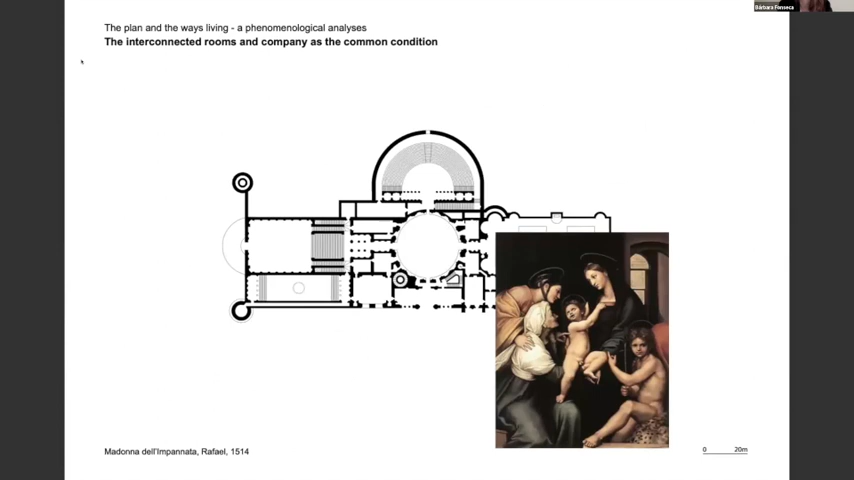 Bárbara Fonseca
The plan and the ways living - a phenomenological analyses
The interconnected rooms and company as the common condition
Madonna dell'Impannata, Rafael, 1514
0 20m